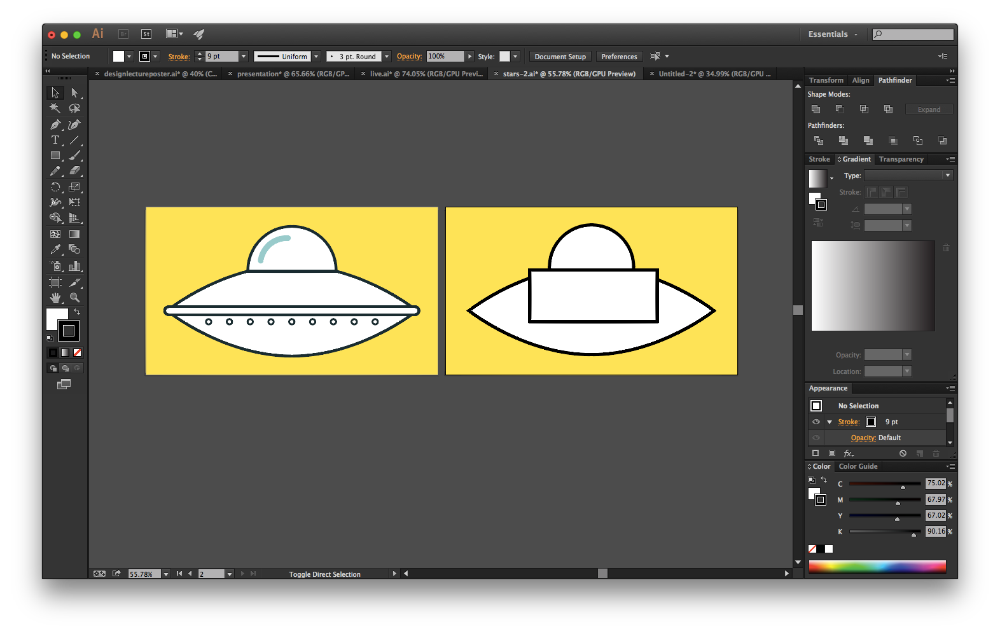 Ai Br St Essentials
No Selection Stroke: 9 pt Uniform 3 pt. Round Opacity: 100% Style: Document Setup Preferences
× designlectureposter.ai* @ 40% (C... × presentation* @ 65.66% (RGB/GP... × live.ai* @ 74.05% (RGB/GPU Previ... × stars-2.ai* @ 55.78% (RGB/GPU Preview) × Untitled-2* @ 34.99% (RGB/GPU ...
Transform Align Pathfinder
Shape Modes:
Expand
Pathfinders:
Stroke Gradient Transparency
Type:
Stroke:
Opacity:
Location:
Appearance
No Selection
Stroke: 9 pt
Opacity: Default
fx
Color Color Guide
C 75.02 %
M 67.97 %
Y 67.02 %
K 90.16 %
T
55.78% 2 Toggle Direct Selection